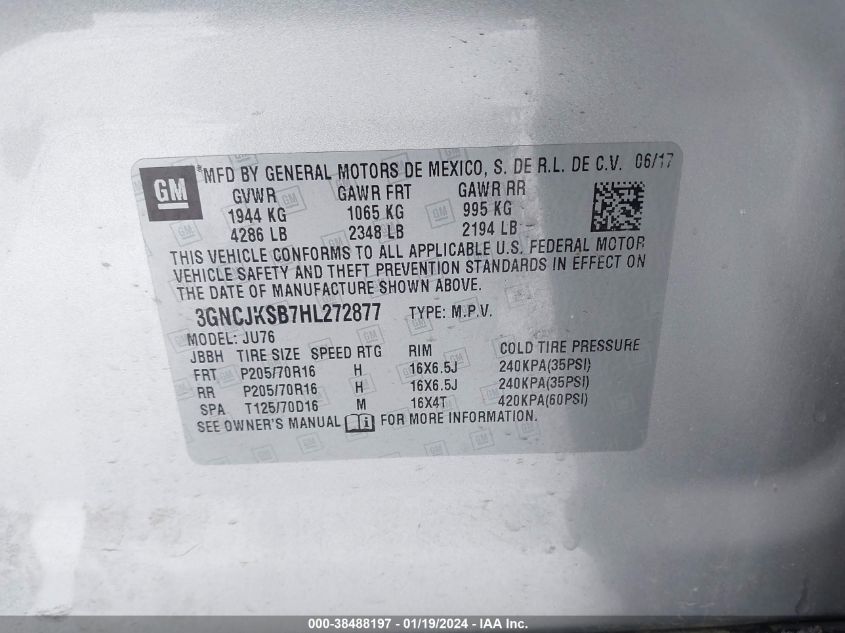 GM
*MFD BY GENERAL MOTORS DE MEXICO, S. DE R.L. DE C.V. 06/17
GVWR GAWR FRT GAWR RR
1944 KG 1065 KG 995 KG
4286 LB 2348 LB 2194 LB
THIS VEHICLE CONFORMS TO ALL APPLICABLE U.S. FEDERAL MOTOR
VEHICLE SAFETY AND THEFT PREVENTION STANDARDS IN EFFECT ON
THE DATE OF MANUFACTURE SHOWN ABOVE.
3GNCJKSB7HL272877 TYPE: M.P.V.
MODEL: JU76
JBBH TIRE SIZE SPEED RTG RIM COLD TIRE PRESSURE
FRT P205/70R16 H 16X6.5J 240KPA(35PSI)
RR P205/70R16 H 16X6.5J 240KPA(35PSI)
SPA T125/70D16 M 16X4T 420KPA(60PSI)
SEE OWNER'S MANUAL FOR MORE INFORMATION.
000-38488197 - 01/19/2024 - IAA Inc.